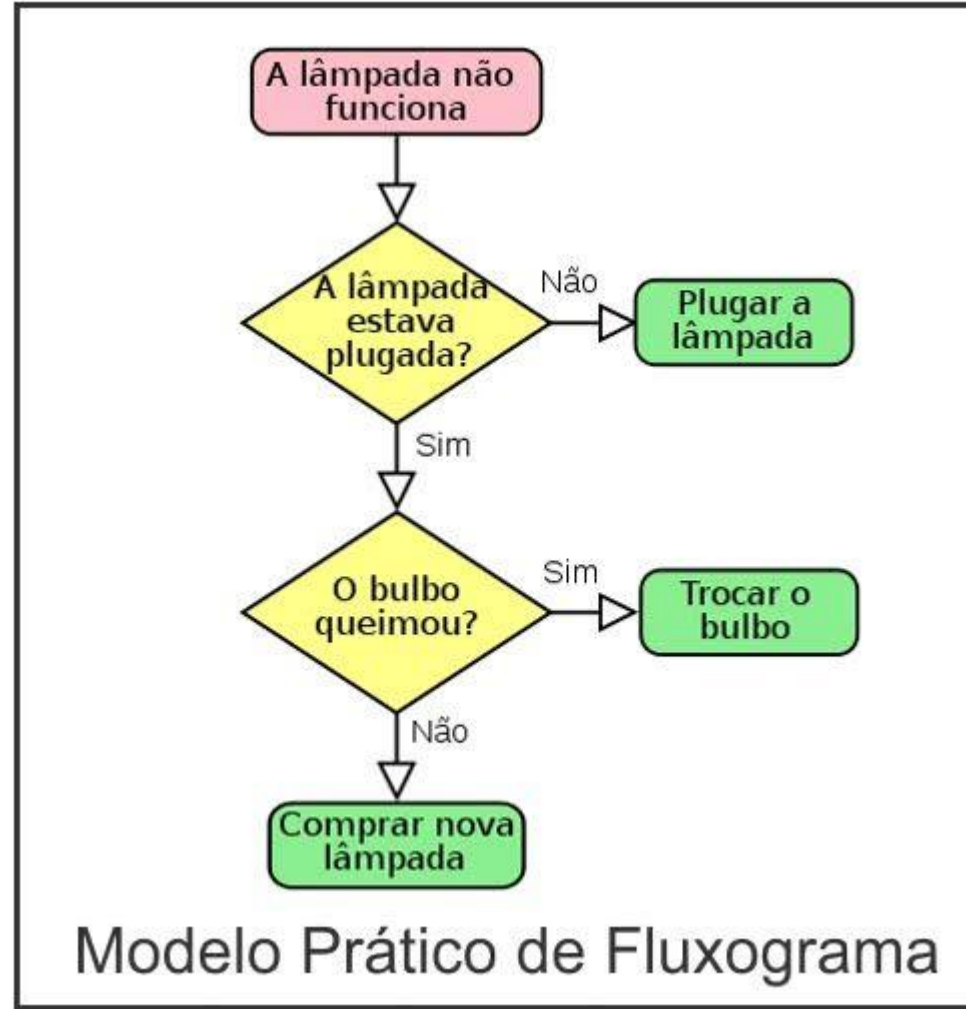 A lâmpada não
funciona
A lâmpada
estava
plugada?
Não
Plugar a
lâmpada
Sim
O bulbo
queimou?
Sim
Trocar o
bulbo
Não
Comprar nova
lâmpada
Modelo Prático de Fluxograma